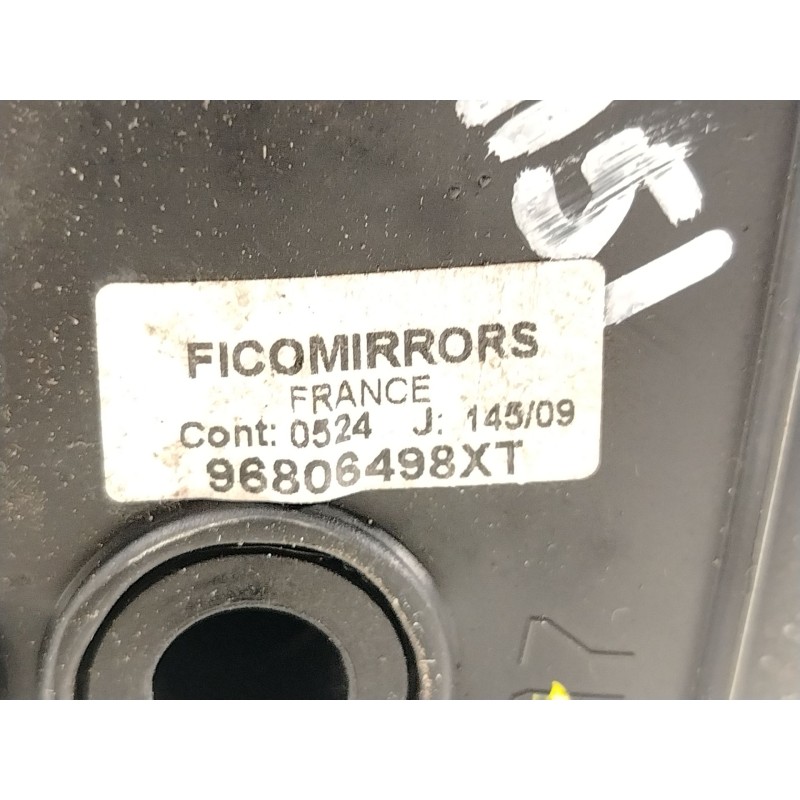 FICOMIRRORS
FRANCE
Cont: 0524 J: 145/09
96806498XT